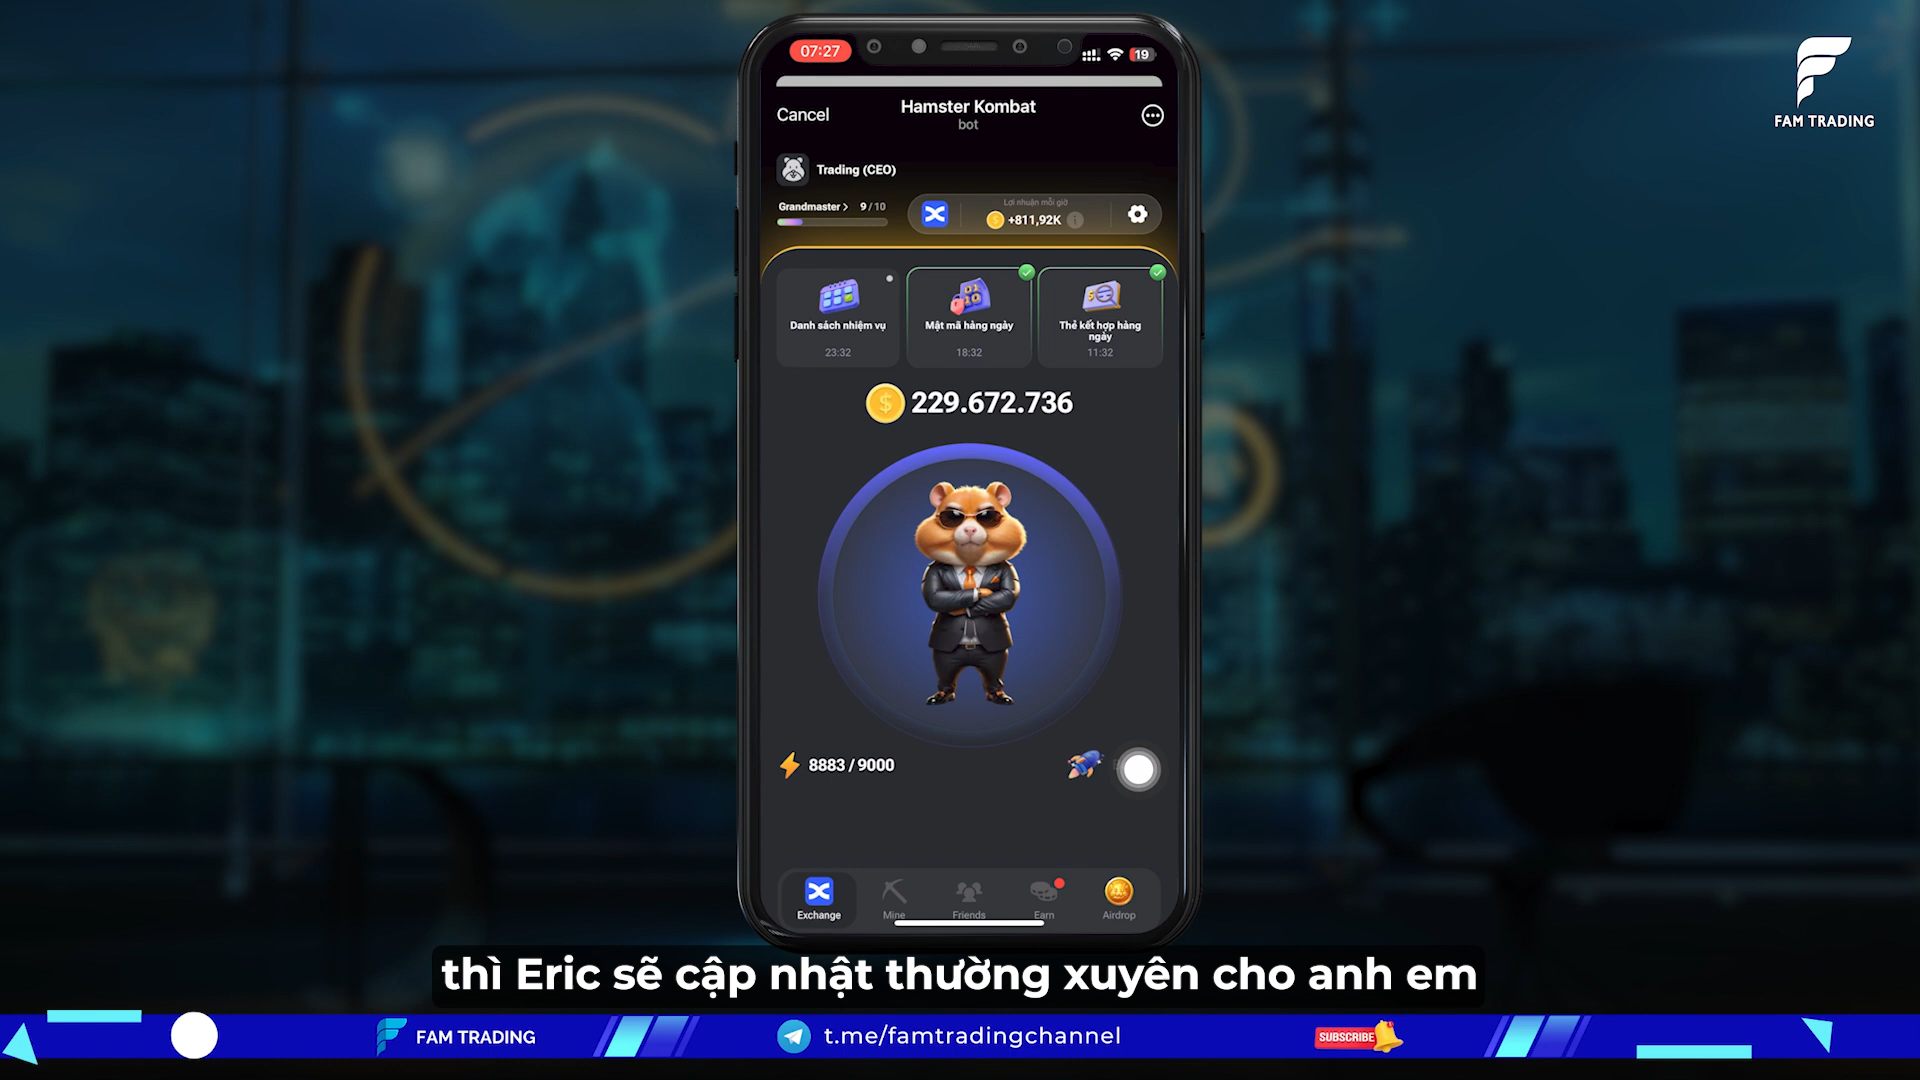 07:27
19
Cancel
Hamster Kombat
bot
Trading (CEO)
Grandmaster > 9 / 10
Lợi nhuận mỗi giờ
+811,92K
Danh sách nhiệm vụ
23:32
Mật mã hàng ngày
18:32
Thẻ kết hợp hàng
ngày
11:32
229.672.736
8883 / 9000
Exchange
Mine
Friends
Earn
Airdrop
FAM TRADING
thì Eric sẽ cập nhật thường xuyên cho anh em
FAM TRADING
t.me/famtradingchannel
SUBSCRIBE